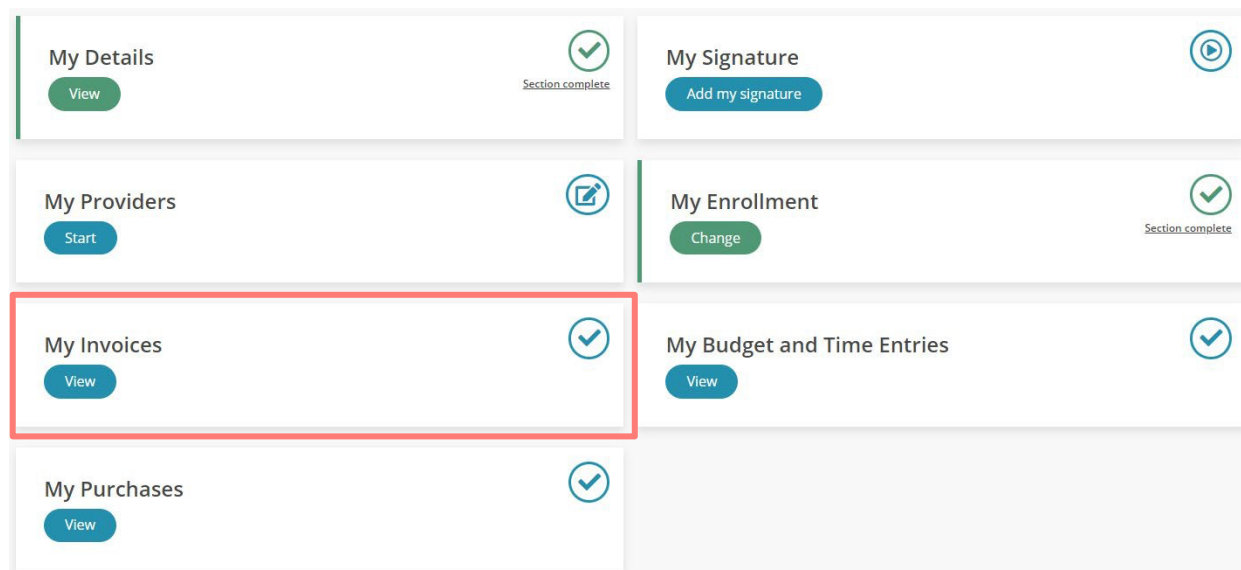 My Details
View
Section complete
My Signature
Add my signature
My Providers
Start
My Enrollment
Change
Section complete
My Invoices
View
My Budget and Time Entries
View
My Purchases
View